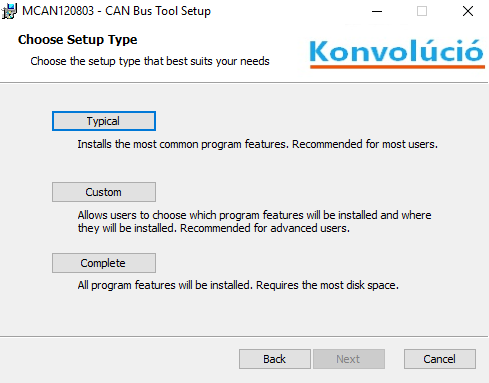 MCAN120803 - CAN Bus Tool Setup
Choose Setup Type
Choose the setup type that best suits your needs
Konvolúció
Typical
Installs the most common program features. Recommended for most users.
Custom
Allows users to choose which program features will be installed and where
they will be installed. Recommended for advanced users.
Complete
All program features will be installed. Requires the most disk space.
Back
Next
Cancel